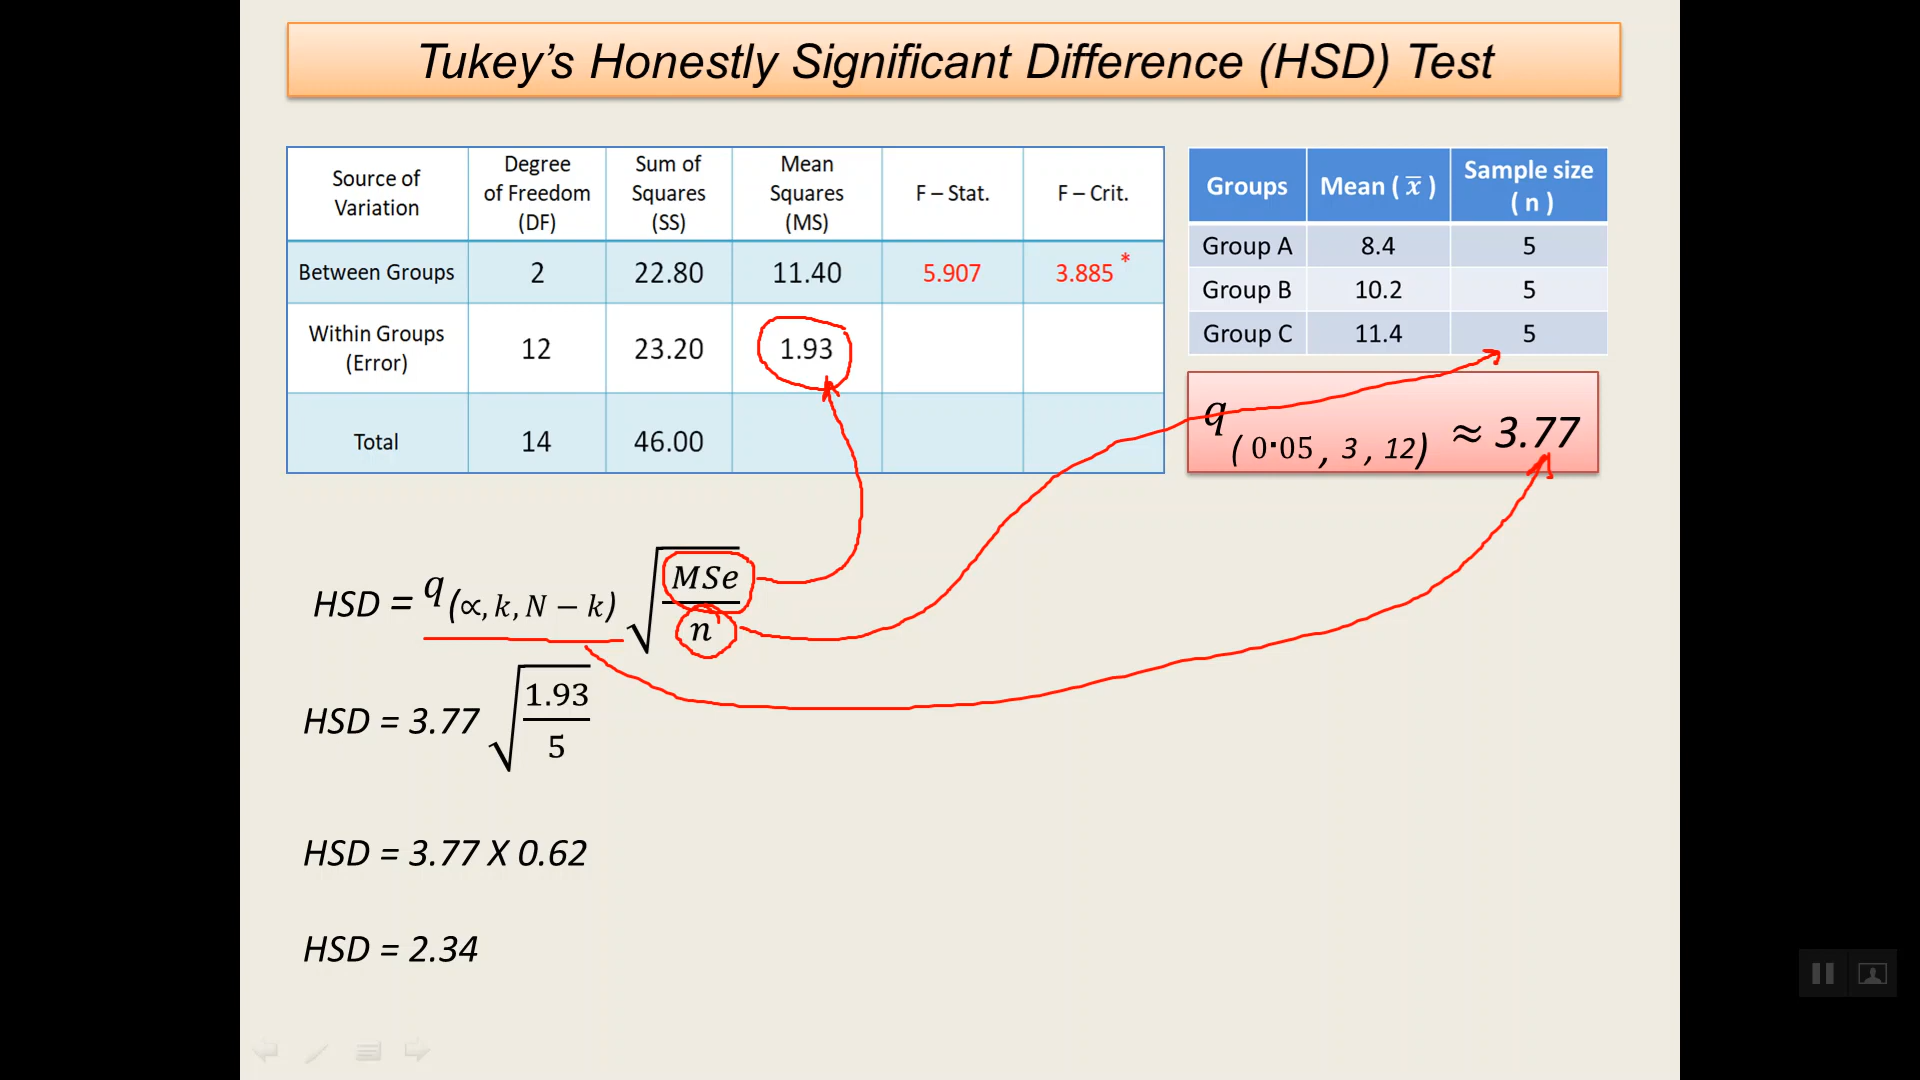 Tukey’s Honestly Significant Difference (HSD) Test
Source of Variation | Degree of Freedom (DF) | Sum of Squares (SS) | Mean Squares (MS) | F – Stat. | F – Crit.
Between Groups | 2 | 22.80 | 11.40 | 5.907 | 3.885 *
Within Groups (Error) | 12 | 23.20 | 1.93
Total | 14 | 46.00
Groups | Mean ( x̅ ) | Sample size ( n )
Group A | 8.4 | 5
Group B | 10.2 | 5
Group C | 11.4 | 5
q ( 0·05 , 3 , 12) ≈ 3.77
HSD = q (∝, k, N – k) √ MSe / n
HSD = 3.77 √ 1.93 / 5
HSD = 3.77 X 0.62
HSD = 2.34